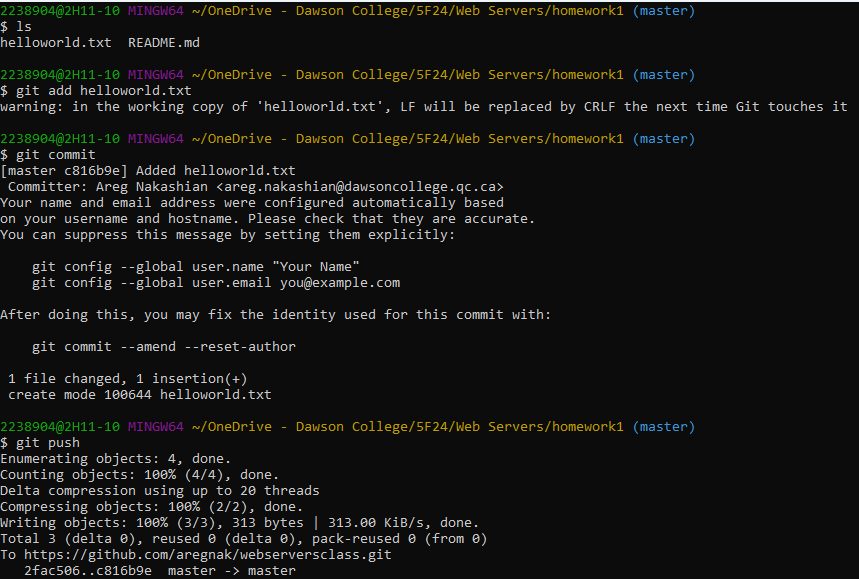 2238904@2H11-10 MINGW64 ~/OneDrive - Dawson College/5F24/Web Servers/homework1 (master)
$ ls
helloworld.txt  README.md
2238904@2H11-10 MINGW64 ~/OneDrive - Dawson College/5F24/Web Servers/homework1 (master)
$ git add helloworld.txt
warning: in the working copy of 'helloworld.txt', LF will be replaced by CRLF the next time Git touches it
2238904@2H11-10 MINGW64 ~/OneDrive - Dawson College/5F24/Web Servers/homework1 (master)
$ git commit
[master c816b9e] Added helloworld.txt
 Committer: Areg Nakashian <areg.nakashian@dawsoncollege.qc.ca>
Your name and email address were configured automatically based
on your username and hostname. Please check that they are accurate.
You can suppress this message by setting them explicitly:
    git config --global user.name "Your Name"
    git config --global user.email you@example.com
After doing this, you may fix the identity used for this commit with:
    git commit --amend --reset-author
 1 file changed, 1 insertion(+)
 create mode 100644 helloworld.txt
2238904@2H11-10 MINGW64 ~/OneDrive - Dawson College/5F24/Web Servers/homework1 (master)
$ git push
Enumerating objects: 4, done.
Counting objects: 100% (4/4), done.
Delta compression using up to 20 threads
Compressing objects: 100% (2/2), done.
Writing objects: 100% (3/3), 313 bytes | 313.00 KiB/s, done.
Total 3 (delta 0), reused 0 (delta 0), pack-reused 0 (from 0)
To https://github.com/aregnak/webserversclass.git
   2fac506..c816b9e  master -> master